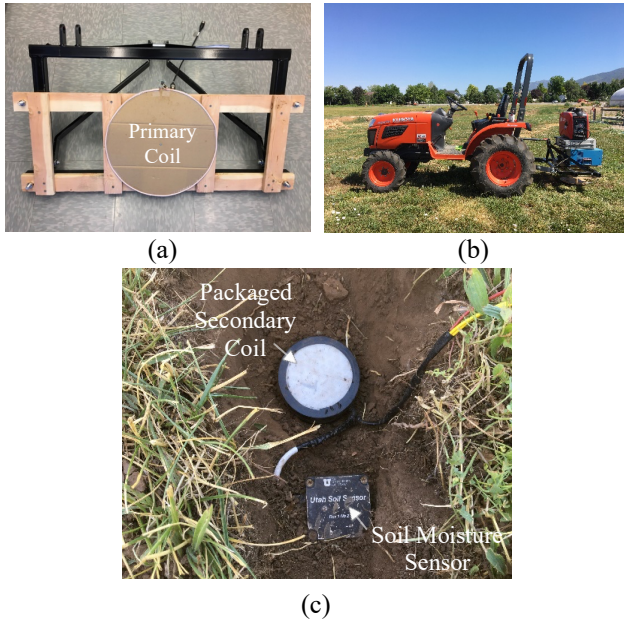 Primary
Coil
(a)
(b)
Packaged
Secondary
Coil
Utah Soil Sensor
Soil Moisture
Sensor
(c)